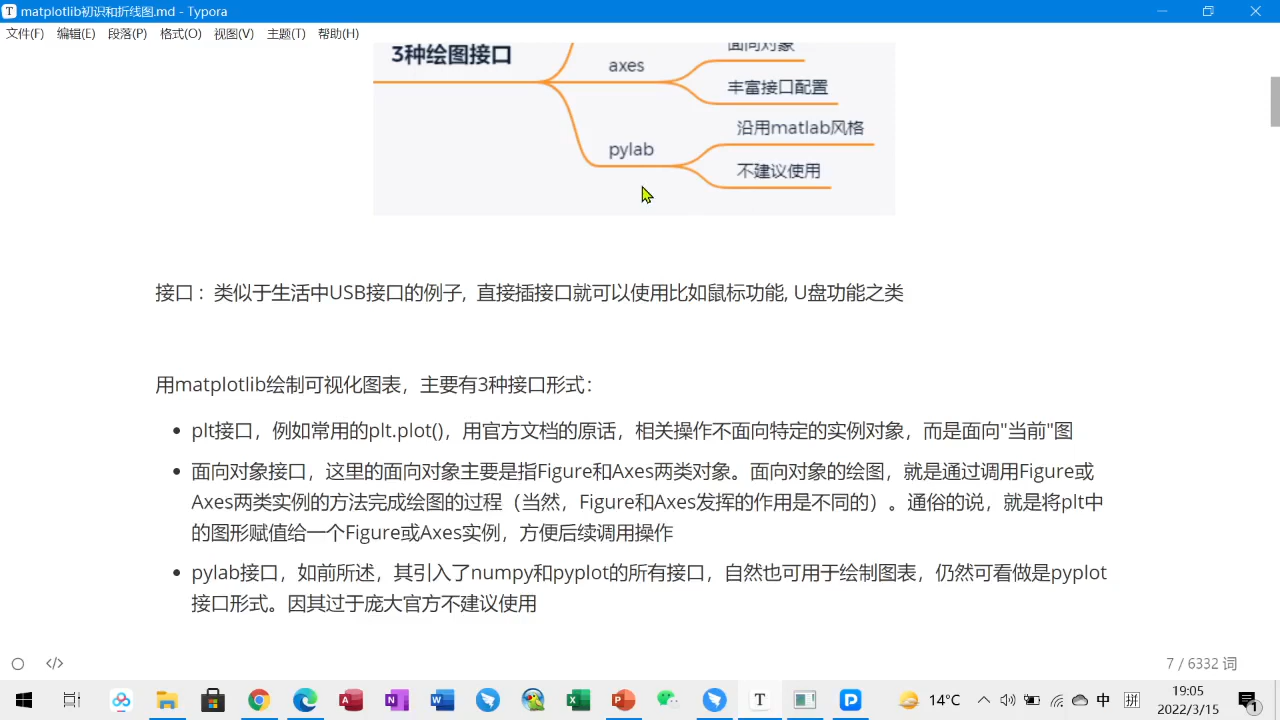 matplotlib初识和折线图.md - Typora
文件(F) 编辑(E) 段落(P) 格式(O) 视图(V) 主题(T) 帮助(H)
3种绘图接口
面向对象
axes
丰富接口配置
沿用matlab风格
pylab
不建议使用
接口：类似于生活中USB接口的例子, 直接插接口就可以使用比如鼠标功能, U盘功能之类
用matplotlib绘制可视化图表，主要有3种接口形式：
plt接口，例如常用的plt.plot()，用官方文档的原话，相关操作不面向特定的实例对象，而是面向"当前"图
面向对象接口，这里的面向对象主要是指Figure和Axes两类对象。面向对象的绘图，就是通过调用Figure或
Axes两类实例的方法完成绘图的过程（当然，Figure和Axes发挥的作用是不同的）。通俗的说，就是将plt中
的图形赋值给一个Figure或Axes实例，方便后续调用操作
pylab接口，如前所述，其引入了numpy和pyplot的所有接口，自然也可用于绘制图表，仍然可看做是pyplot
接口形式。因其过于庞大官方不建议使用
7 / 6332 词
14°C
中
拼
19:05
2022/3/15
1